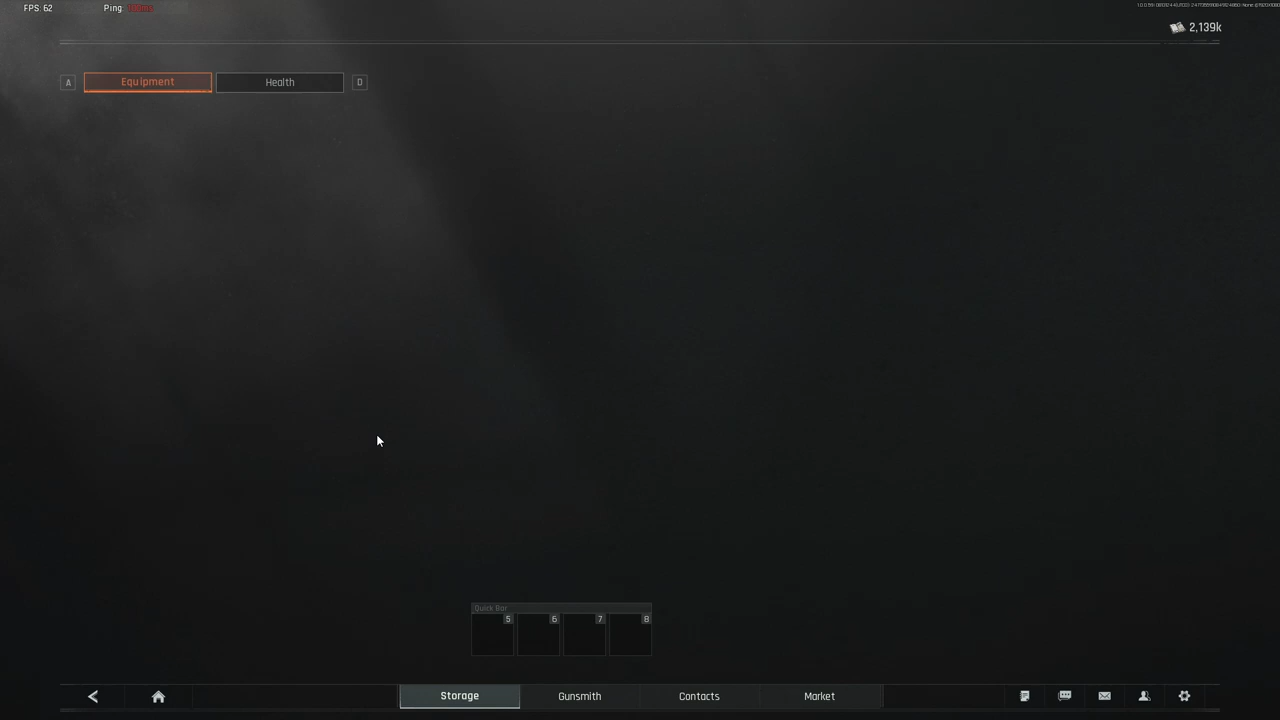 FPS: 62 Ping:
2,139k
A Equipment Health D
Quick Bar
5 6 7 8
Storage Gunsmith Contacts Market